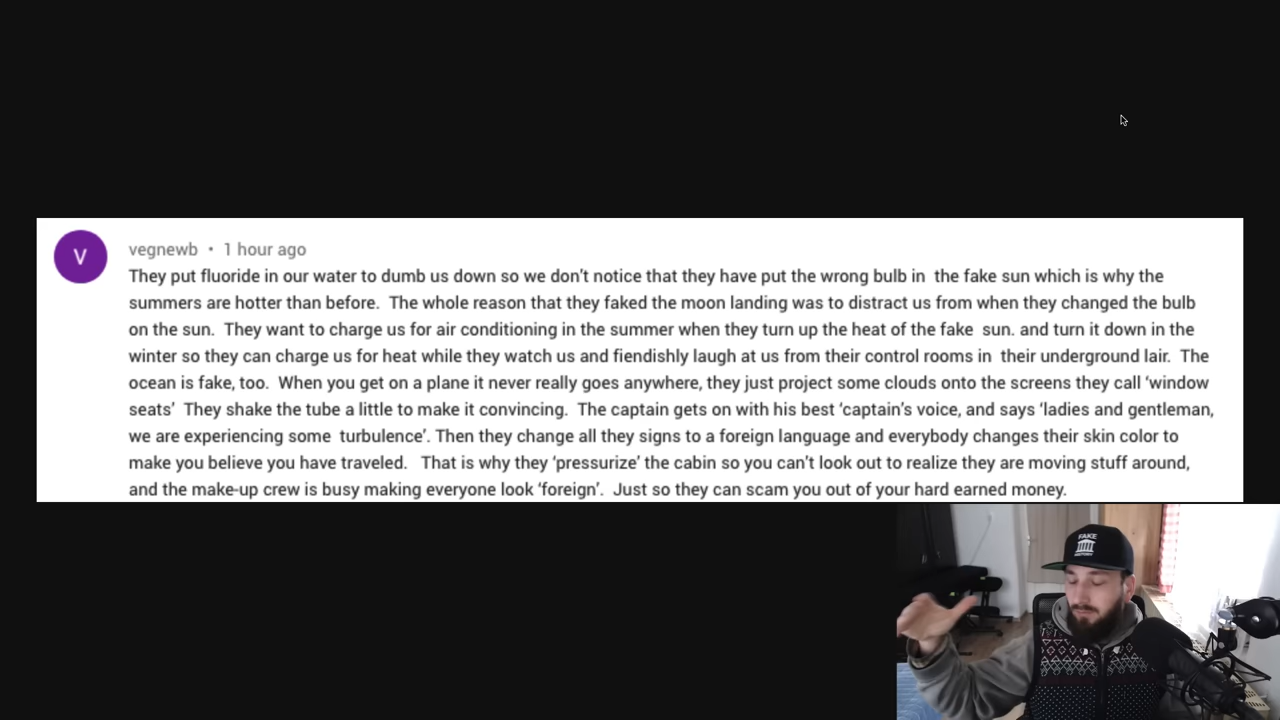 V
vegnewb • 1 hour ago
They put fluoride in our water to dumb us down so we don't notice that they have put the wrong bulb in  the fake sun which is why the
summers are hotter than before.  The whole reason that they faked the moon landing was to distract us from when they changed the bulb
on the sun.  They want to charge us for air conditioning in the summer when they turn up the heat of the fake  sun. and turn it down in the
winter so they can charge us for heat while they watch us and fiendishly laugh at us from their control rooms in  their underground lair.  The
ocean is fake, too.  When you get on a plane it never really goes anywhere, they just project some clouds onto the screens they call 'window
seats'  They shake the tube a little to make it convincing.  The captain gets on with his best 'captain's voice, and says 'ladies and gentleman,
we are experiencing some  turbulence'. Then they change all they signs to a foreign language and everybody changes their skin color to
make you believe you have traveled.   That is why they 'pressurize' the cabin so you can't look out to realize they are moving stuff around,
and the make-up crew is busy making everyone look 'foreign'.  Just so they can scam you out of your hard earned money.
FAKE
HISTORY